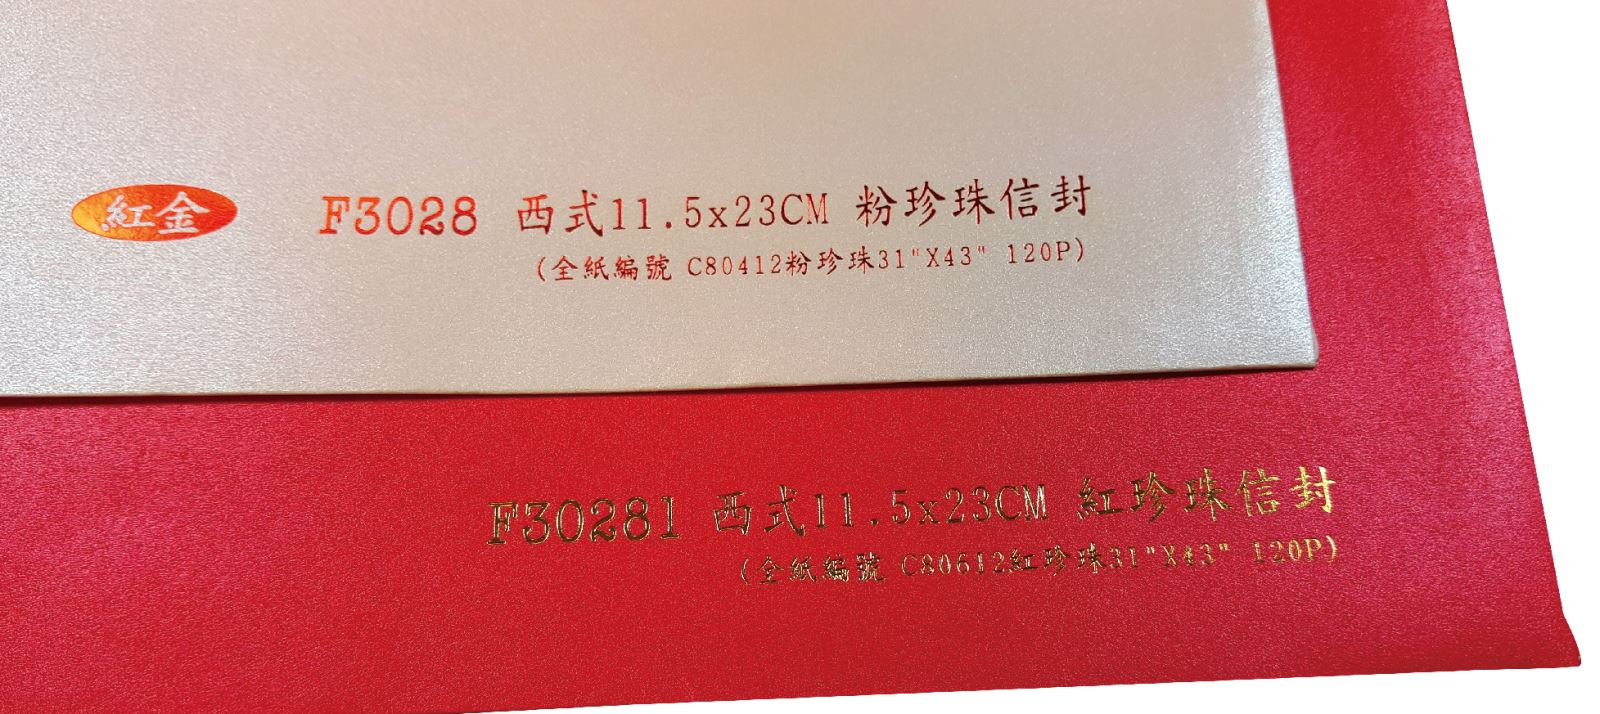 紅金 F3028 西式11.5x23CM 粉珍珠信封
(全紙編號 C80412粉珍珠31"X43" 120P)
F30281 西式11.5x23CM 紅珍珠信封
(全紙編號 C80612紅珍珠31"X43" 120P)